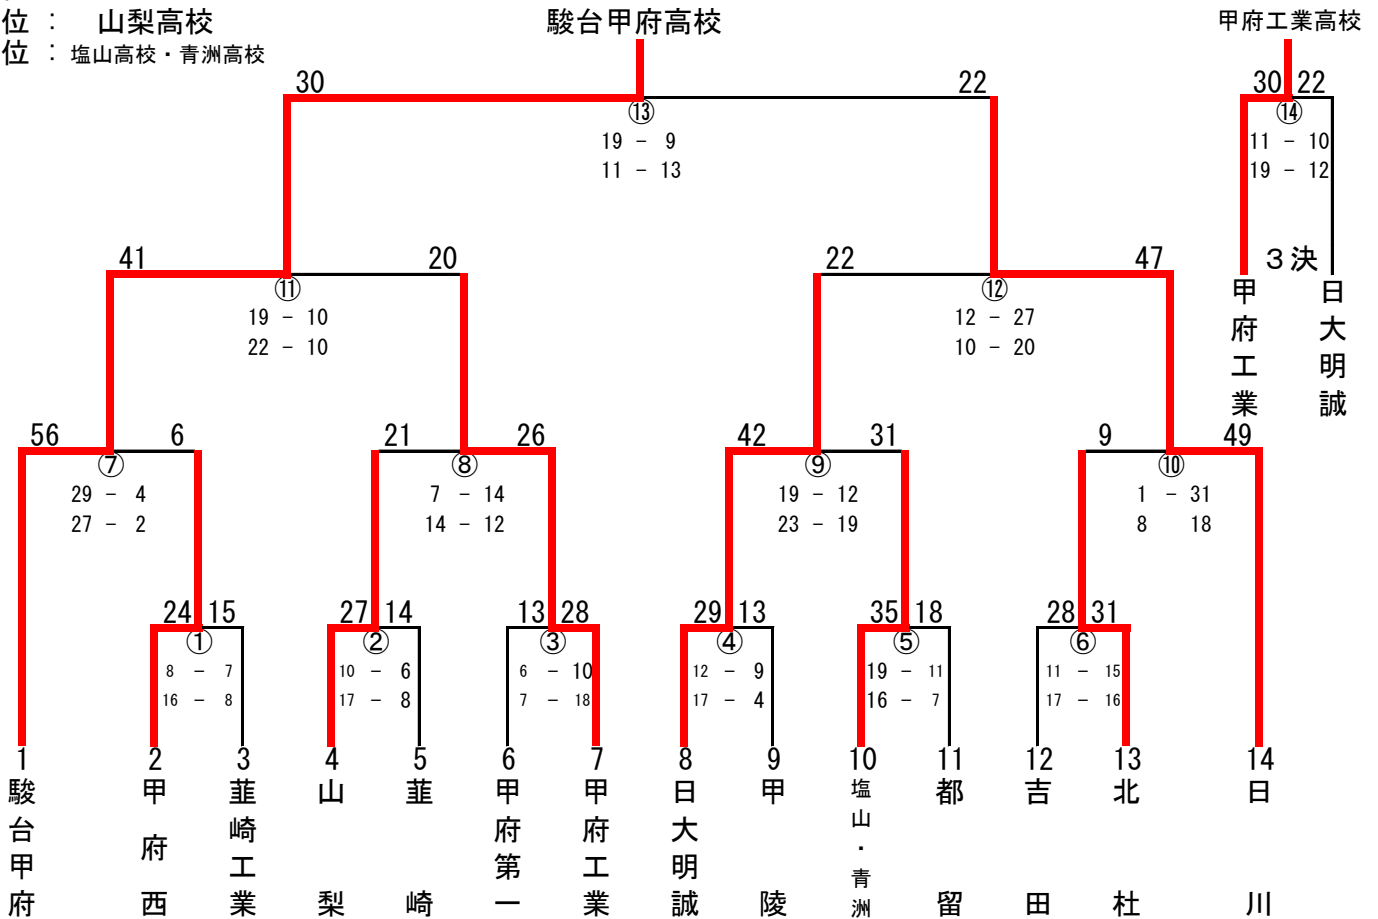 位 : 山梨高校
位 : 塩山高校・青洲高校
駿台甲府高校
甲府工業高校
30 22
⑬
19 - 9
11 - 13
30 22
⑭
11 - 10
19 - 12
3決
甲府工業
日大明誠
41 20
⑪
19 - 10
22 - 10
22 47
⑫
12 - 27
10 - 20
56 6
⑦
29 - 4
27 - 2
21 26
⑧
7 - 14
14 - 12
42 31
⑨
19 - 12
23 - 19
9 49
⑩
1 - 31
8 18
24 15
①
8 - 7
16 - 8
27 14
②
10 - 6
17 - 8
13 28
③
6 - 10
7 - 18
29 13
④
12 - 9
17 - 4
35 18
⑤
19 - 11
16 - 7
28 31
⑥
11 - 15
17 - 16
1 2 3 4 5 6 7 8 9 10 11 12 13 14
駿台甲府
甲府西
韮崎工業
山梨
韮崎
甲府第一
甲府工業
日大明誠
甲陵
塩山・青洲
都留
吉田
北杜
日川